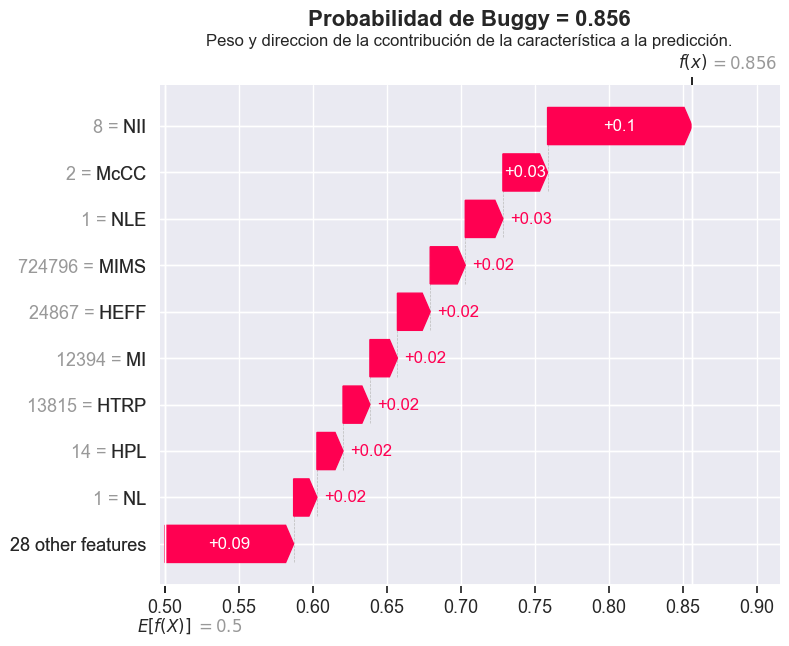 Probabilidad de Buggy = 0.856
Peso y direccion de la ccontribución de la característica a la predicción.
f(x) = 0.856
8 = NII
+0.1
2 = McCC
+0.03
1 = NLE
+0.03
724796 = MIMS
+0.02
24867 = HEFF
+0.02
12394 = MI
+0.02
13815 = HTRP
+0.02
14 = HPL
+0.02
1 = NL
+0.02
28 other features
+0.09
0.50 0.55 0.60 0.65 0.70 0.75 0.80 0.85 0.90
E[f(X)] = 0.5